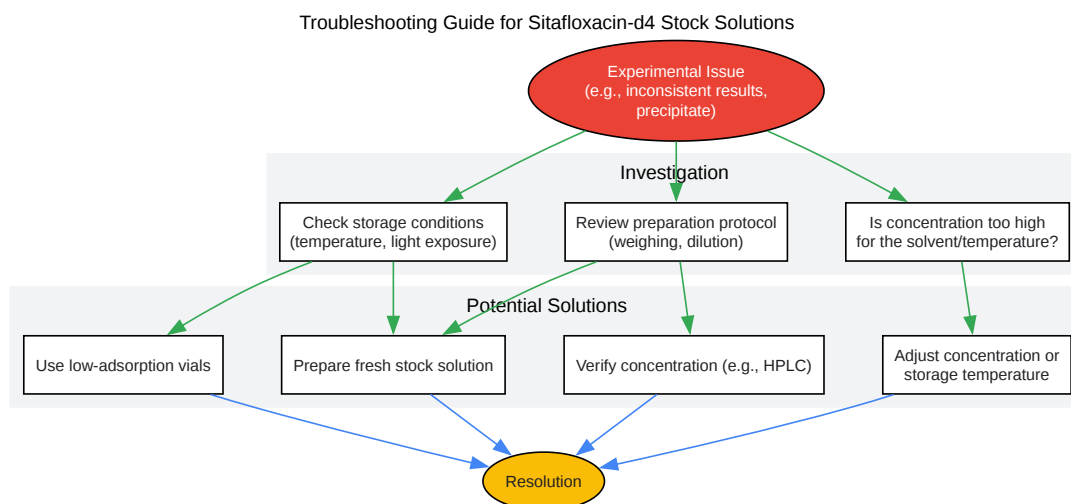 Troubleshooting Guide for Sitafloxacin-d4 Stock Solutions
Experimental Issue
(e.g., inconsistent results,
precipitate)
Investigation
Check storage conditions
(temperature, light exposure)
Review preparation protocol
(weighing, dilution)
Is concentration too high
for the solvent/temperature?
Potential Solutions
Use low-adsorption vials
Prepare fresh stock solution
Verify concentration (e.g., HPLC)
Adjust concentration or
storage temperature
Resolution